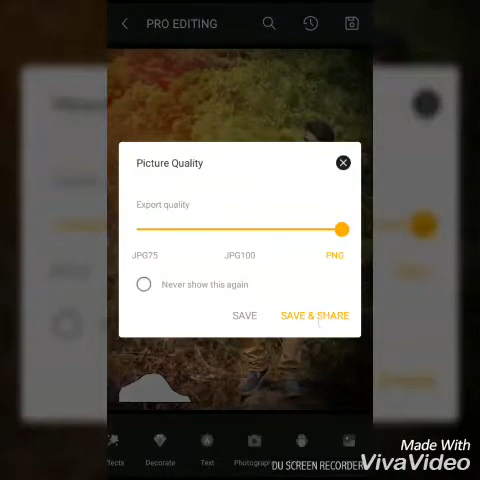 PRO EDITING
Picture Quality
Export quality
JPG75 JPG100 PNG
Never show this again
SAVE SAVE & SHARE
Decorate Text
DU SCREEN RECORDER
Made With
VivaVideo